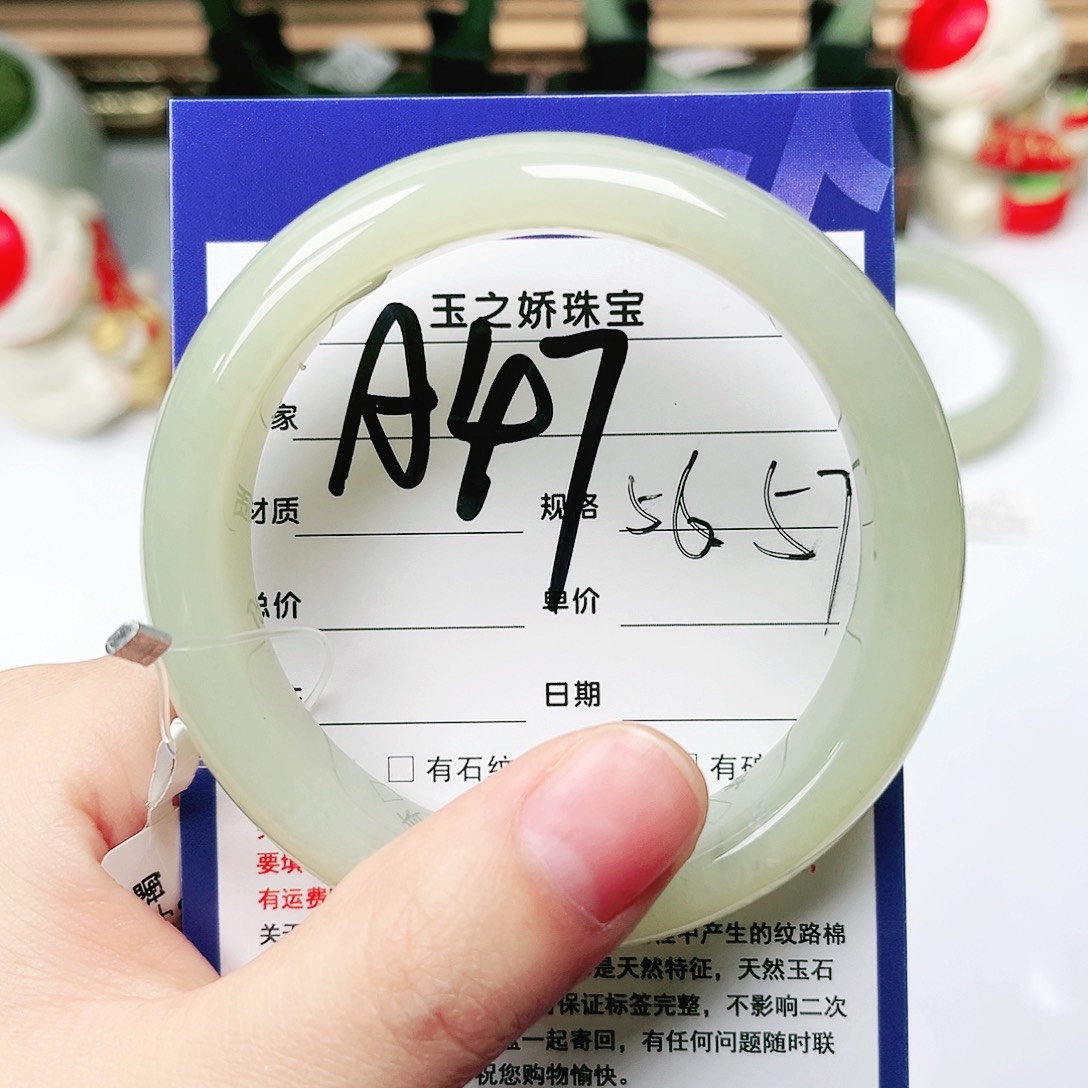 玉之娇珠宝
A47
家
材质 规格 56 57
总价 单价
日期
有石纹 有矿
要填
有运费
关于 中产生的纹路棉
是天然特征，天然玉石
保证标签完整，不影响二次
一起寄回，有任何问题随时联
祝您购物愉快。